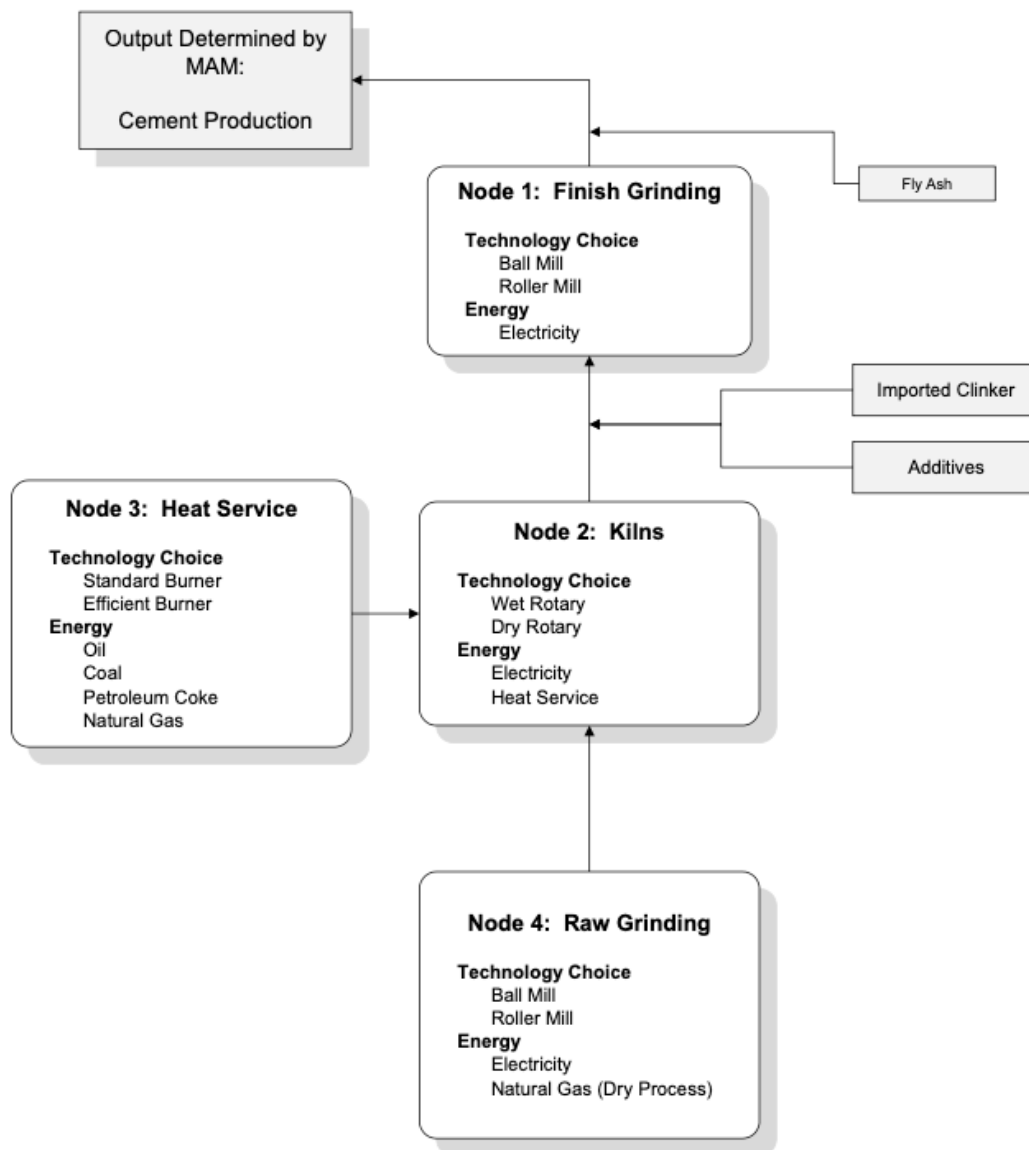 Output Determined by
MAM:
Cement Production
Fly Ash
Node 1: Finish Grinding
Technology Choice
Ball Mill
Roller Mill
Energy
Electricity
Imported Clinker
Additives
Node 3: Heat Service
Technology Choice
Standard Burner
Efficient Burner
Energy
Oil
Coal
Petroleum Coke
Natural Gas
Node 2: Kilns
Technology Choice
Wet Rotary
Dry Rotary
Energy
Electricity
Heat Service
Node 4: Raw Grinding
Technology Choice
Ball Mill
Roller Mill
Energy
Electricity
Natural Gas (Dry Process)